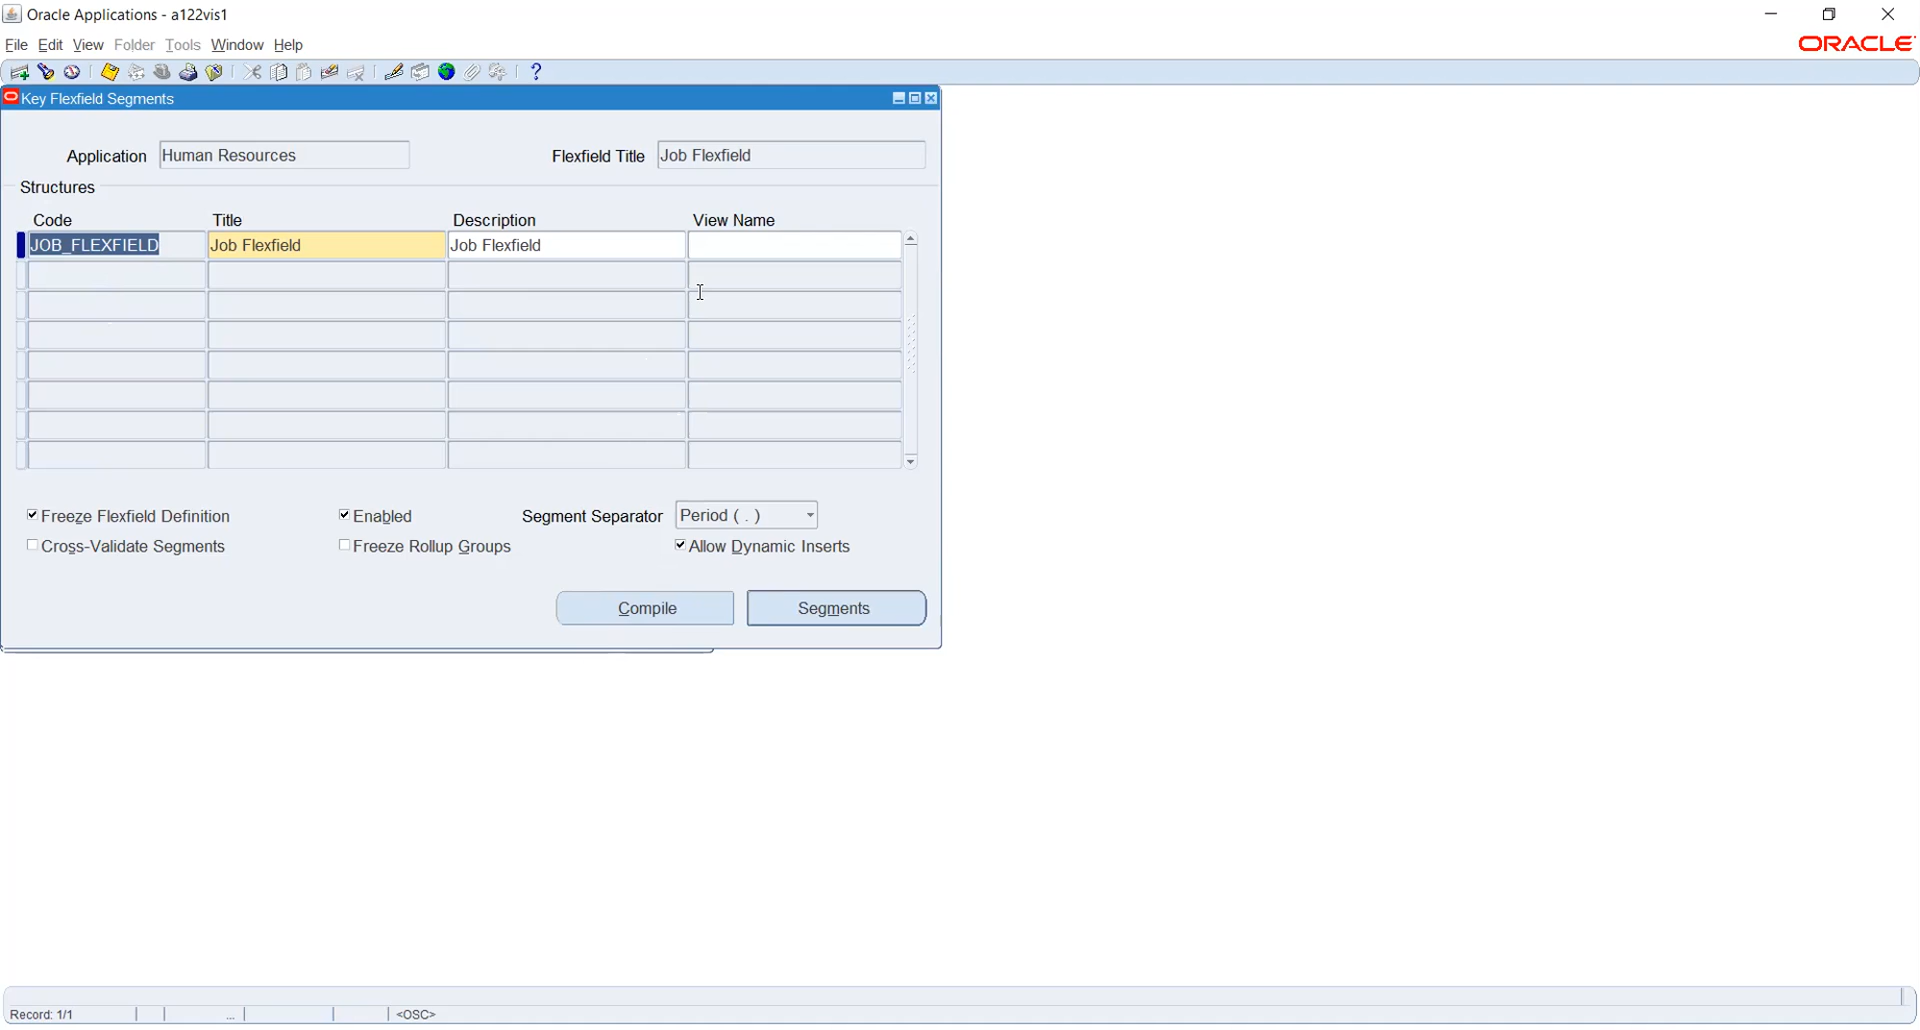 Oracle Applications - a122vis1
File Edit View Folder Tools Window Help
ORACLE
?
Key Flexfield Segments
Application Human Resources Flexfield Title Job Flexfield
Structures
Code Title Description View Name
JOB_FLEXFIELD Job Flexfield Job Flexfield
Freeze Flexfield Definition Enabled Segment Separator Period ( . )
Cross-Validate Segments Freeze Rollup Groups Allow Dynamic Inserts
Compile Segments
Record: 1/1 ... <OSC>